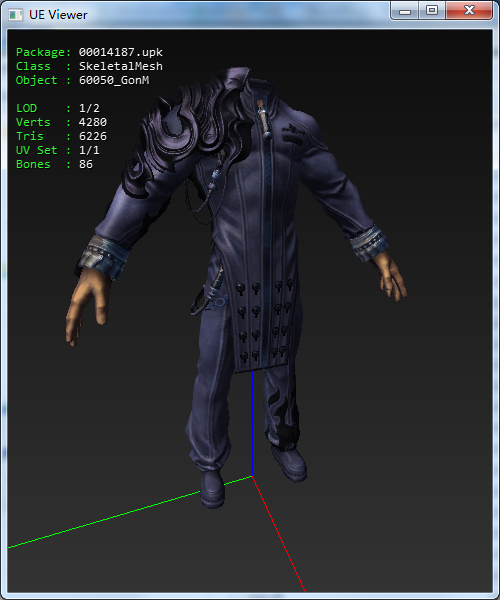 UE Viewer
Package: 00014187.upk
Class  : SkeletalMesh
Object : 60050_GonM
LOD    : 1/2
Verts  : 4280
Tris   : 6226
UV Set : 1/1
Bones  : 86